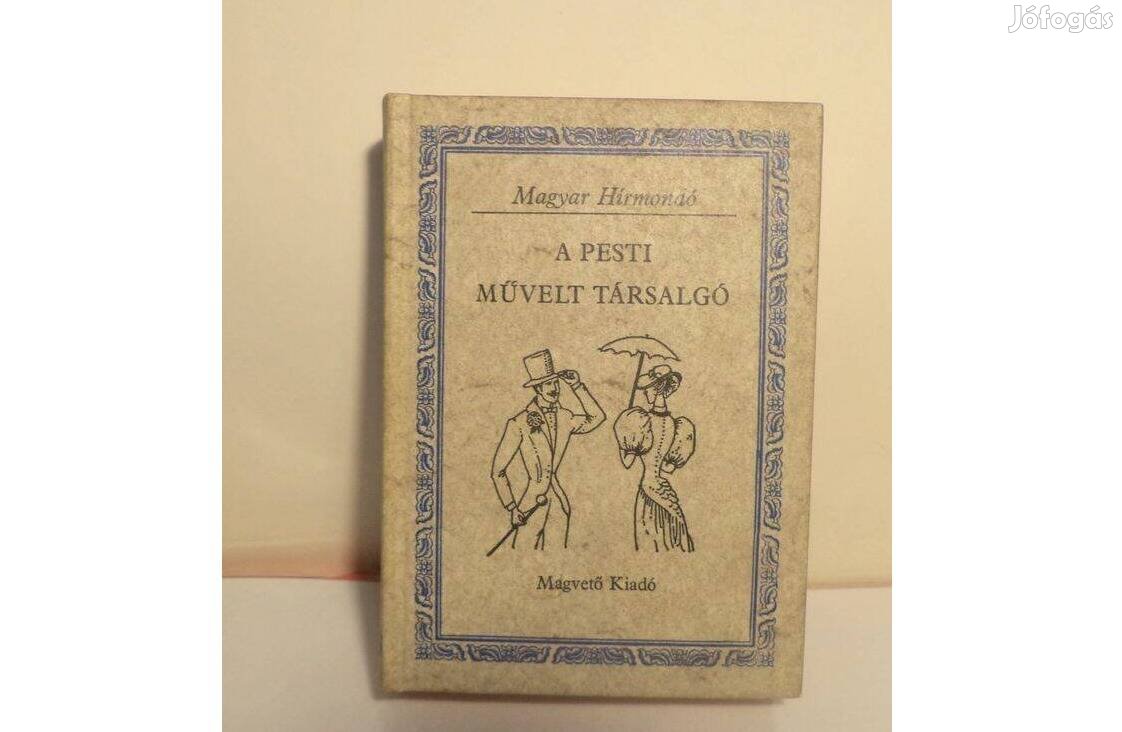 Jófogás
Magyar Hírmondó
A PESTI
MŰVELT TÁRSALGÓ
Magvető Kiadó